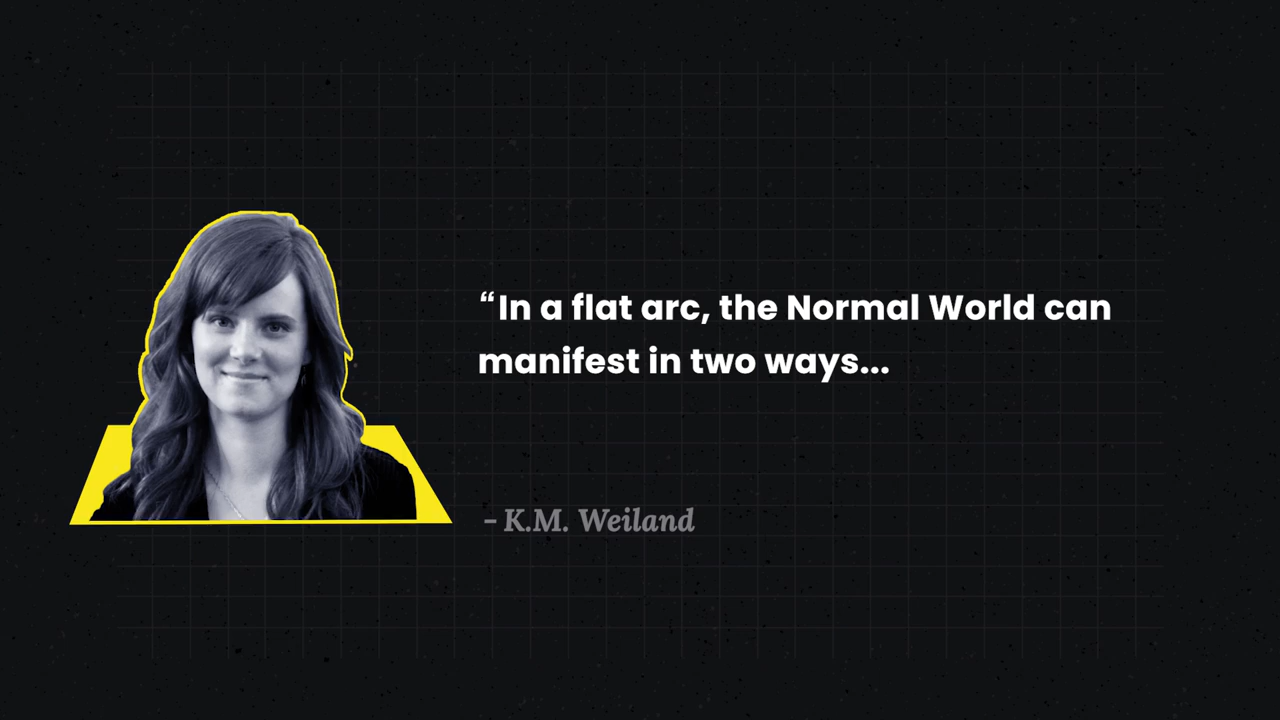 “In a flat arc, the Normal World can
manifest in two ways...
– K.M. Weiland